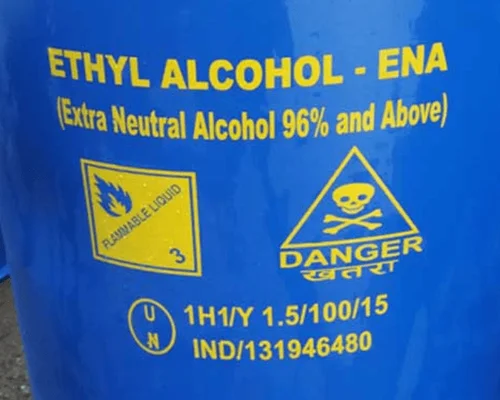 ETHYL ALCOHOL - ENA
(Extra Neutral Alcohol 96% and Above)
FLAMMABLE LIQUID
3
DANGER
खतरा
U
N
1H1/Y 1.5/100/15
IND/131946480